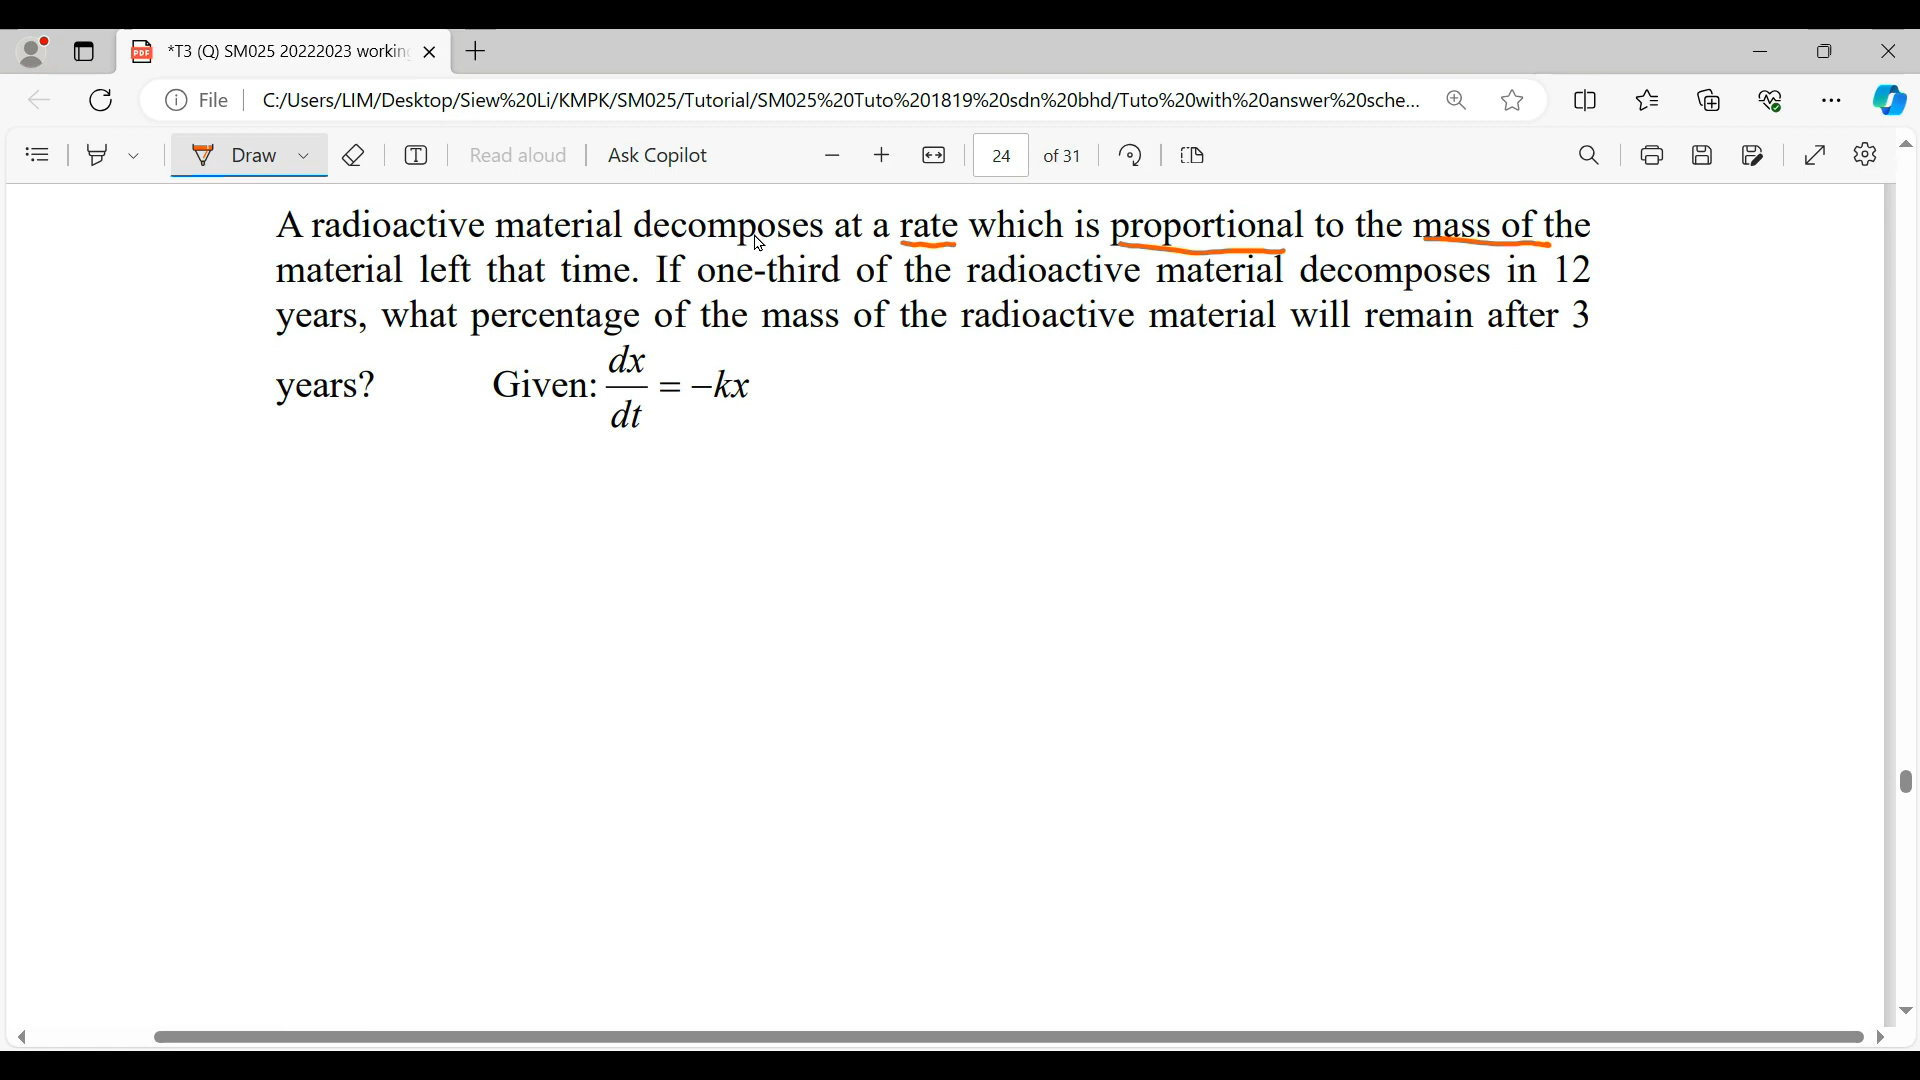 *T3 (Q) SM025 20222023 workin
File
C:/Users/LIM/Desktop/Siew%20Li/KMPK/SM025/Tutorial/SM025%20Tuto%201819%20sdn%20bhd/Tuto%20with%20answer%20sche...
Draw
Read aloud
Ask Copilot
24 of 31
A radioactive material decomposes at a rate which is proportional to the mass of the
material left that time. If one-third of the radioactive material decomposes in 12
years, what percentage of the mass of the radioactive material will remain after 3
years? Given: dx/dt = −kx